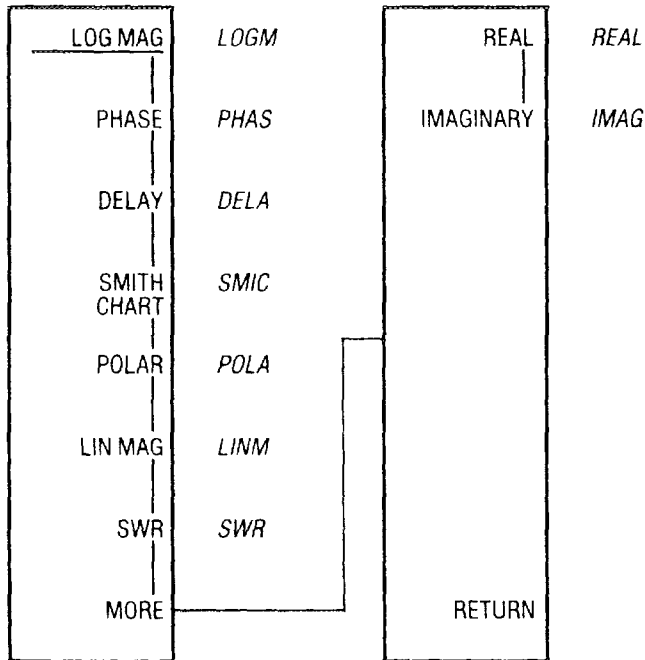 LOG MAG LOGM
PHASE PHAS
DELAY DELA
SMITH SMIC
CHART
POLAR POLA
LIN MAG LINM
SWR SWR
MORE
REAL REAL
IMAGINARY IMAG
RETURN